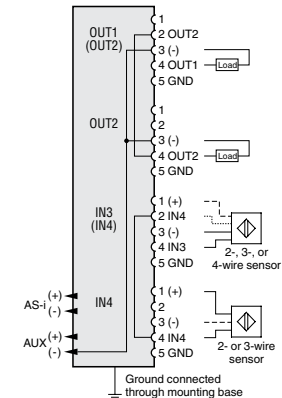 OUT1
(OUT2)
1
2 OUT2
3 (-)
4 OUT1
Load
5 GND
OUT2
1
2
3 (-)
4 OUT2
Load
5 GND
IN3
(IN4)
1 (+)
2 IN4
3 (-)
4 IN3
5 GND
2-, 3-, or
4-wire sensor
IN4
1 (+)
2
3 (-)
4 IN4
5 GND
2- or 3-wire
sensor
AS-i (+)
(-)
AUX (+)
(-)
Ground connected
through mounting base